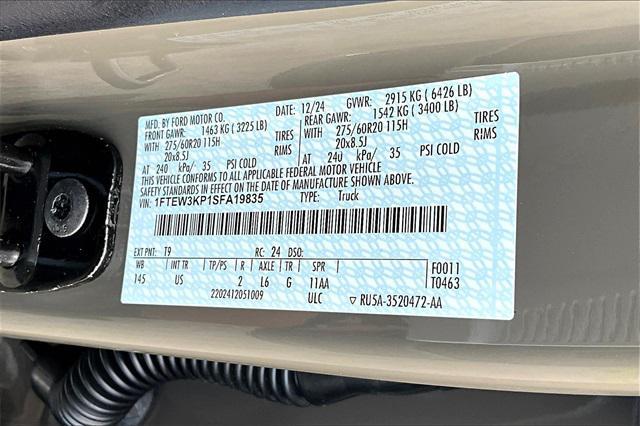 MFD. BY FORD MOTOR CO. DATE: 12/24 GVWR: 2915 KG ( 6426 LB)
FRONT GAWR: 1463 KG ( 3225 LB) REAR GAWR: 1542 KG ( 3400 LB)
WITH TIRES WITH TIRES
275/60R20 115H RIMS 275/60R20 115H RIMS
20x8.5J 20x8.5J
AT 240 kPa/ 35 PSI COLD AT 240 kPa/ 35 PSI COLD
THIS VEHICLE CONFORMS TO ALL APPLICABLE FEDERAL MOTOR VEHICLE
SAFETY STANDARDS IN EFFECT ON THE DATE OF MANUFACTURE SHOWN ABOVE.
VIN: 1FTEW3KP1SFA19835 TYPE: Truck
EXT PNT: T9 RC: 24 DSO: F0011
WB INT TR TP/PS R AXLE TR SPR T0463
145 US 2 L6 G 11AA
2202412051009 ULC ▼ RU5A-3520472-AA